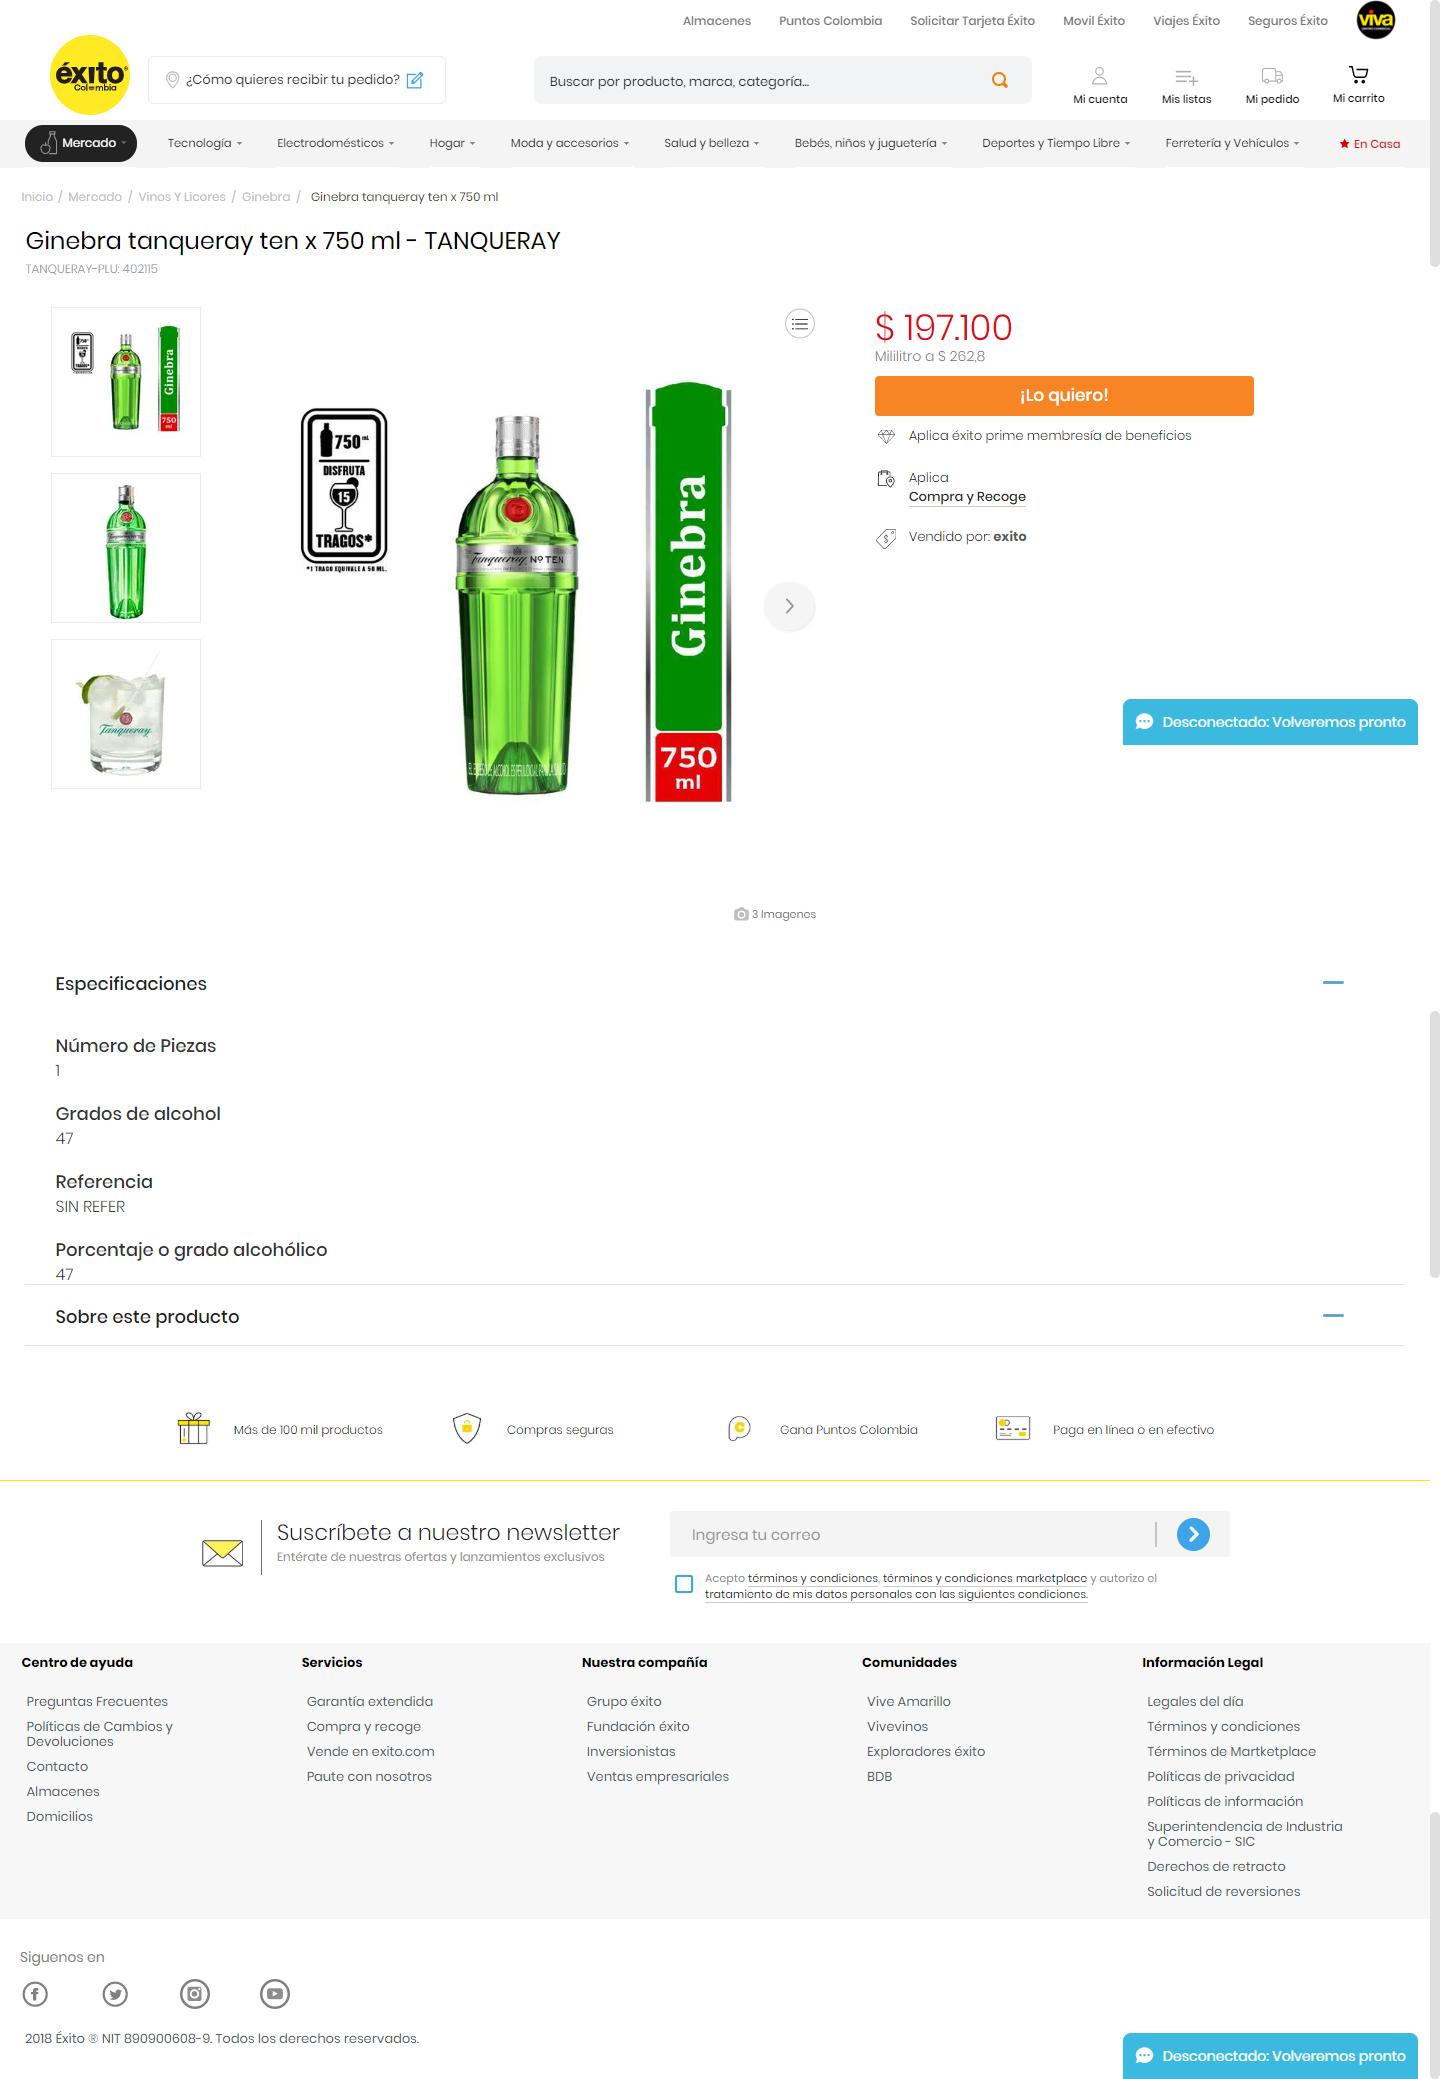 Almacenes Puntos Colombia Solicitar Tarjeta Éxito Movil Éxito Viajes Éxito Seguros Éxito viva
éxito
Colombia
¿Cómo quieres recibir tu pedido?
Buscar por producto, marca, categoría...
Mi cuenta Mis listas Mi pedido Mi carrito
Mercado Tecnología Electrodomésticos Hogar Moda y accesorios Salud y belleza Bebés, niños y juguetería Deportes y Tiempo Libre Ferretería y Vehículos En Casa
Inicio / Mercado / Vinos Y Licores / Ginebra / Ginebra tanqueray ten x 750 ml
Ginebra tanqueray ten x 750 ml - TANQUERAY
TANQUERAY-PLU: 402115
Ginebra
750
ml
Tanqueray
750 mL
DISFRUTA
15
TRAGOS*
*1 TRAGO EQUIVALE A 50 ML.
Tanqueray Nº TEN
EL EXCESO DE ALCOHOL ES PERJUDICIAL PARA LA SALUD
Ginebra
750
ml
3 Imagenes
$ 197.100
Mililitro a $ 262,8
¡Lo quiero!
Aplica éxito prime membresía de beneficios
Aplica
Compra y Recoge
Vendido por: exito
Desconectado: Volveremos pronto
Especificaciones
Número de Piezas
1
Grados de alcohol
47
Referencia
SIN REFER
Porcentaje o grado alcohólico
47
Sobre este producto
Más de 100 mil productos Compras seguras Gana Puntos Colombia Paga en línea o en efectivo
Suscríbete a nuestro newsletter
Entérate de nuestras ofertas y lanzamientos exclusivos
Ingresa tu correo
Acepto términos y condiciones, términos y condiciones marketplace y autorizo el
tratamiento de mis datos personales con las siguientes condiciones.
Centro de ayuda
Preguntas Frecuentes
Políticas de Cambios y
Devoluciones
Contacto
Almacenes
Domicilios
Servicios
Garantía extendida
Compra y recoge
Vende en exito.com
Paute con nosotros
Nuestra compañía
Grupo éxito
Fundación éxito
Inversionistas
Ventas empresariales
Comunidades
Vive Amarillo
Vivevinos
Exploradores éxito
BDB
Información Legal
Legales del día
Términos y condiciones
Términos de Martketplace
Políticas de privacidad
Políticas de información
Superintendencia de Industria
y Comercio - SIC
Derechos de retracto
Solicitud de reversiones
Siguenos en
2018 Éxito ® NIT 890900608-9. Todos los derechos reservados.
Desconectado: Volveremos pronto